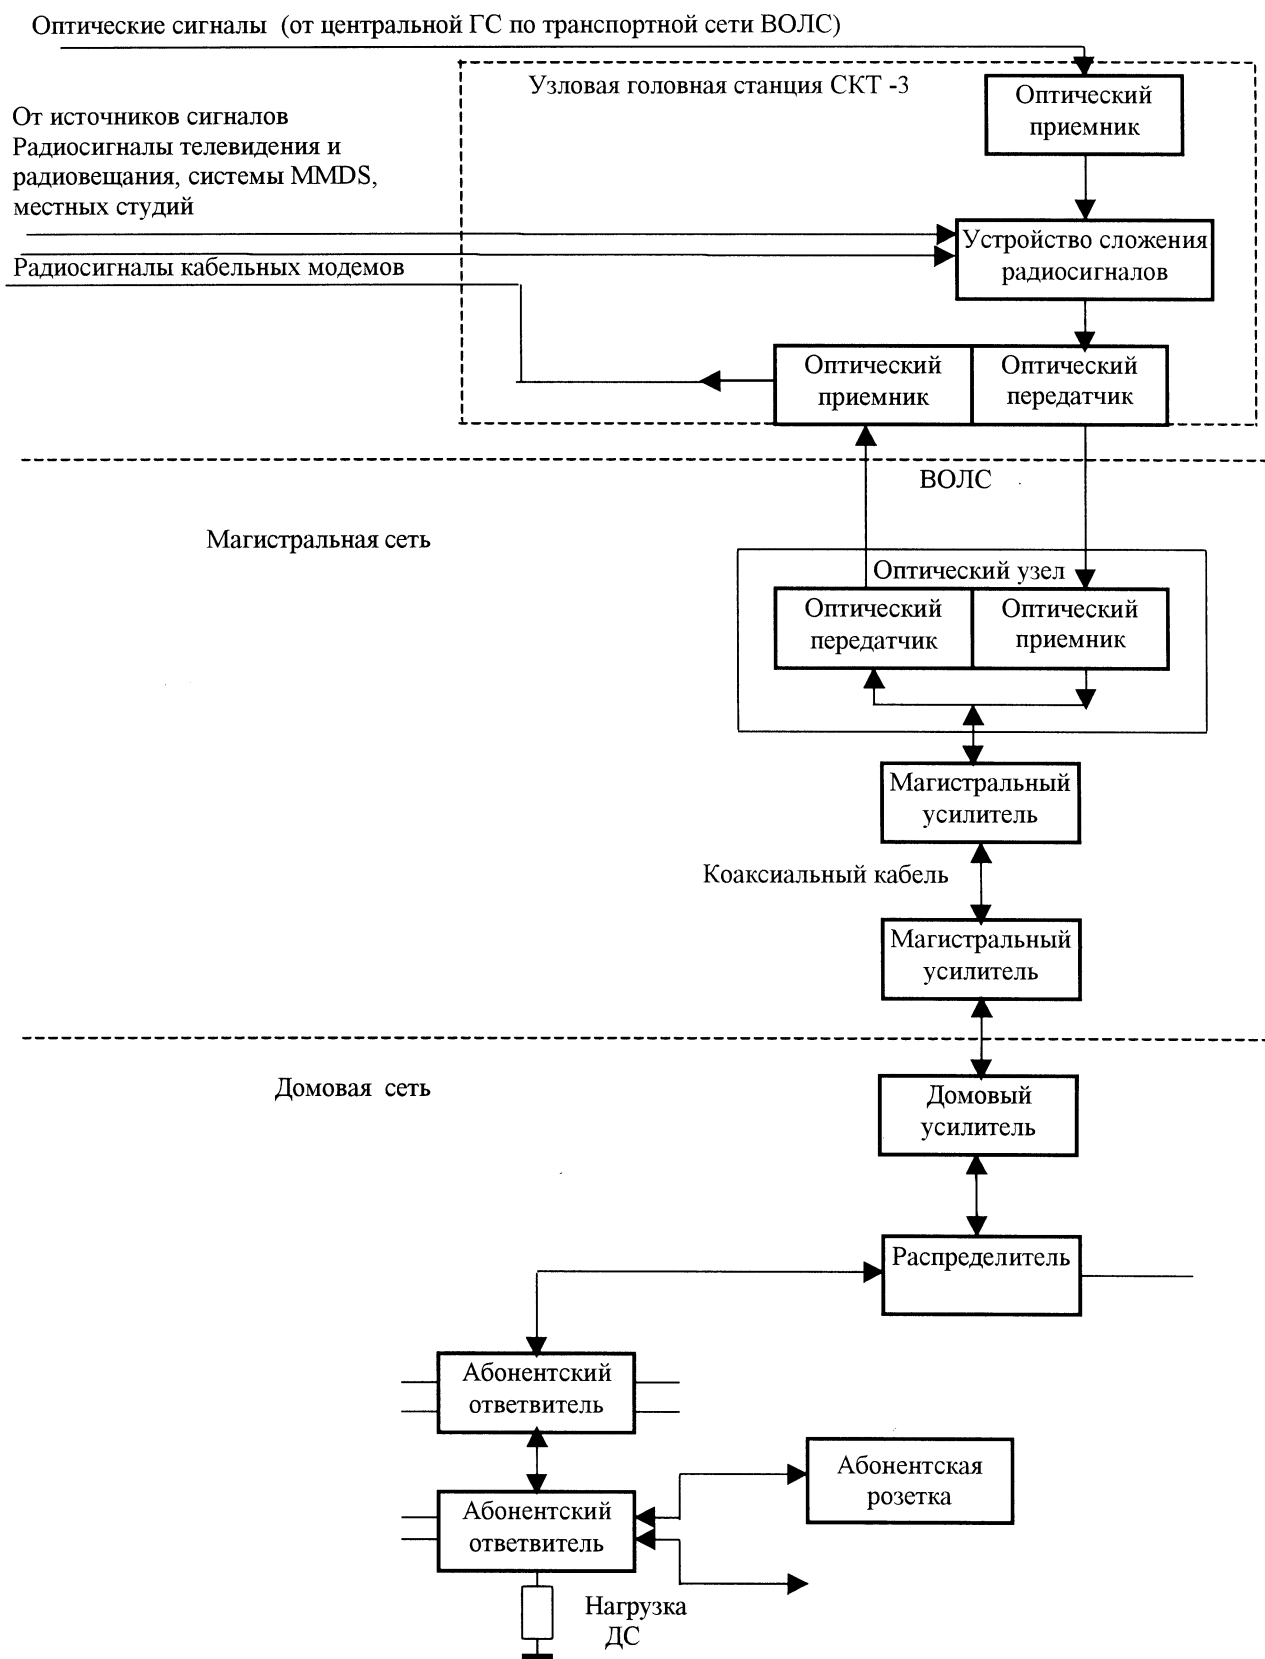 Оптические сигналы (от центральной ГС по транспортной сети ВОЛС)
Узловая головная станция СКТ -3
Оптический
приемник
От источников сигналов
Радиосигналы телевидения и
радиовещания, системы MMDS,
местных студий
Устройство сложения
радиосигналов
Радиосигналы кабельных модемов
Оптический
приемник
Оптический
передатчик
ВОЛС
Магистральная сеть
Оптический узел
Оптический
передатчик
Оптический
приемник
Магистральный
усилитель
Коаксиальный кабель
Магистральный
усилитель
Домовая сеть
Домовый
усилитель
Распределитель
Абонентский
ответвитель
Абонентская
розетка
Абонентский
ответвитель
Нагрузка
ДС